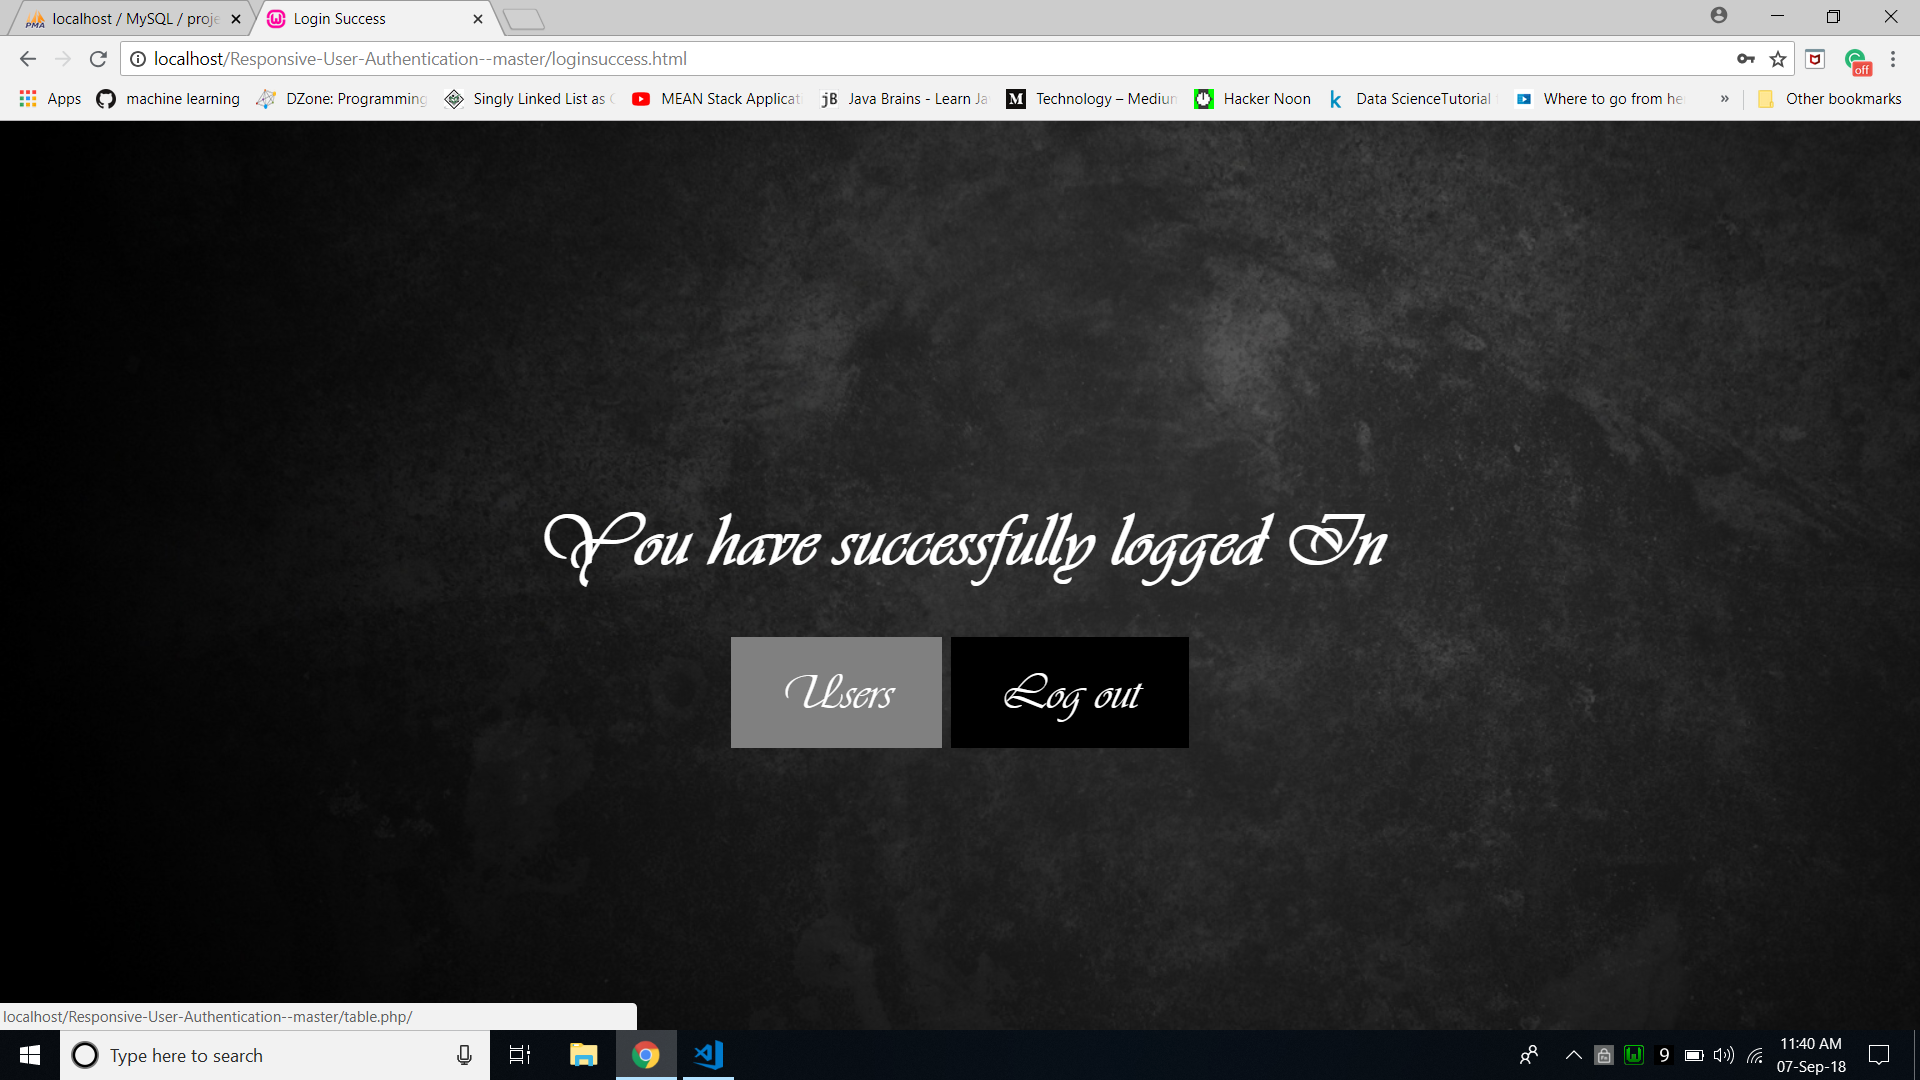 localhost / MySQL / proje
Login Success
localhost/Responsive-User-Authentication--master/loginsuccess.html
off
Apps
machine learning
DZone: Programming
Singly Linked List as
MEAN Stack Applicat
jB Java Brains - Learn Ja
M Technology – Medium
Hacker Noon
k Data ScienceTutorial
Where to go from he
» Other bookmarks
You have successfully logged In
Users
Log out
localhost/Responsive-User-Authentication--master/table.php/
Type here to search
9
11:40 AM
07-Sep-18